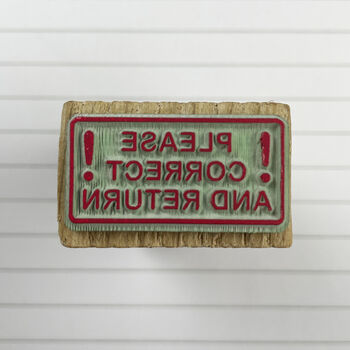 ! PLEASE !
CORRECT
AND RETURN